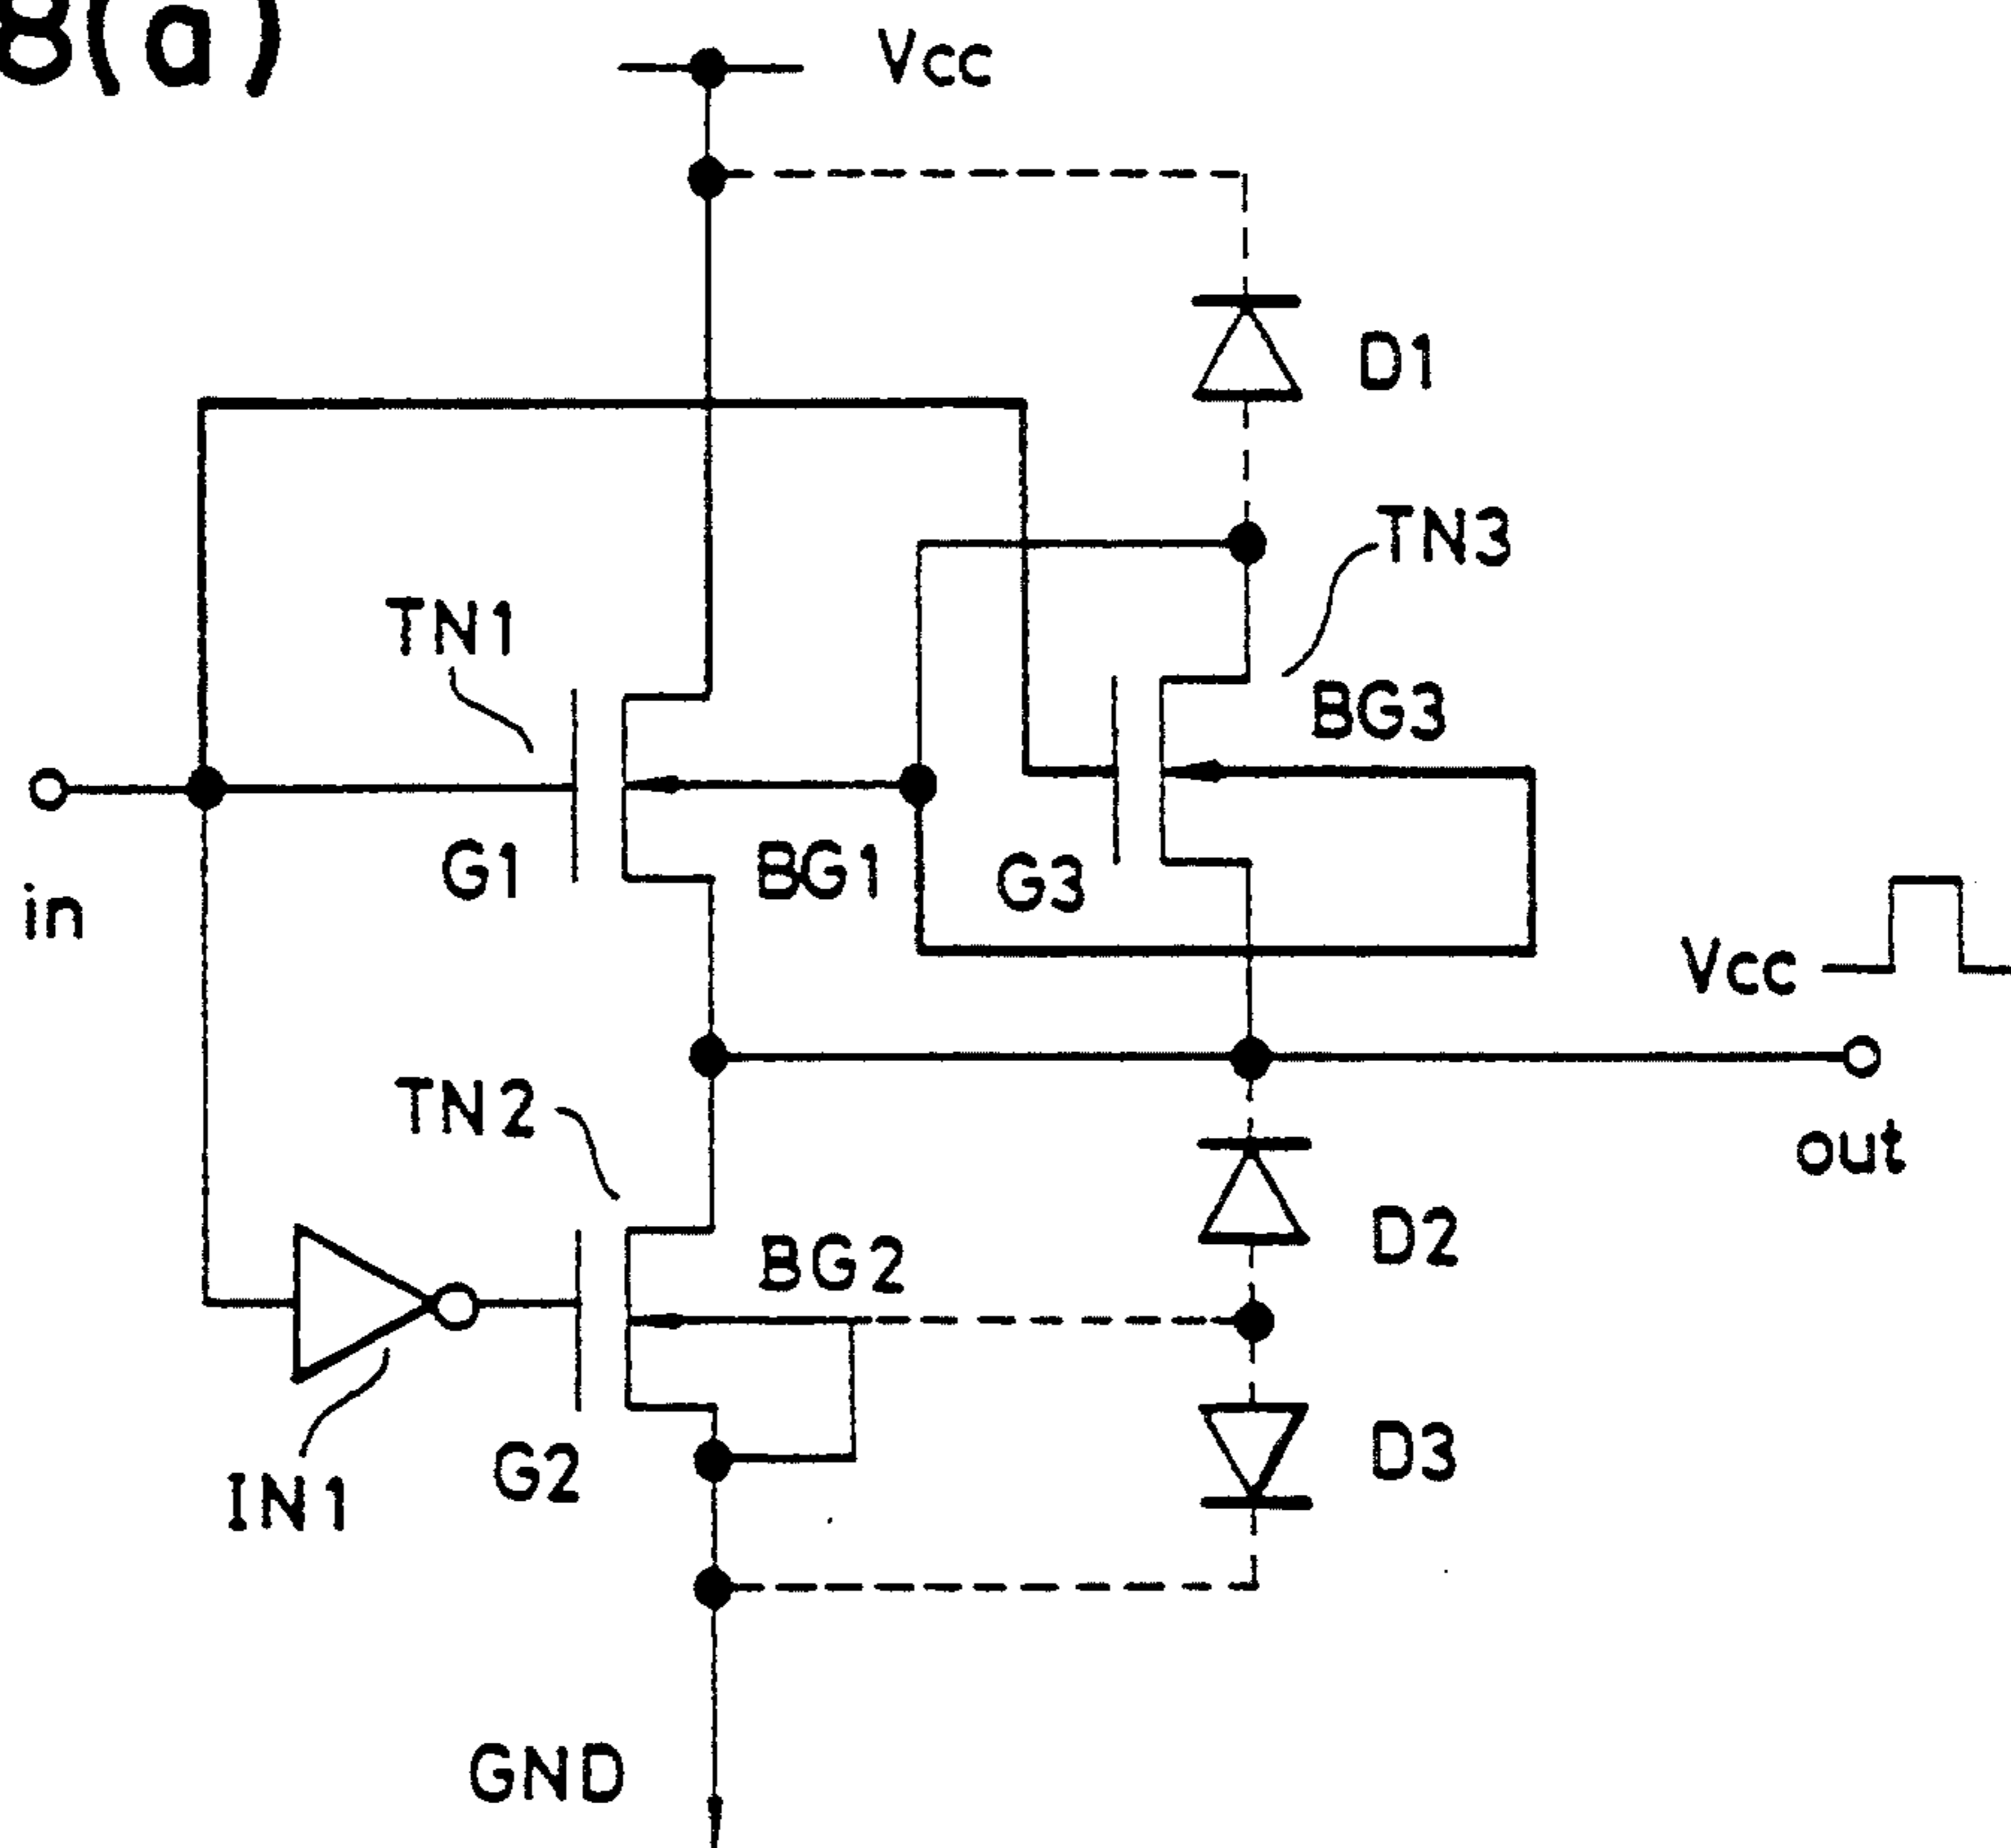 8(a)
Vcc
D1
TN3
TN1
BG3
G1
BG1
G3
in
Vcc
TN2
out
BG2
D2
IN1
G2
D3
GND